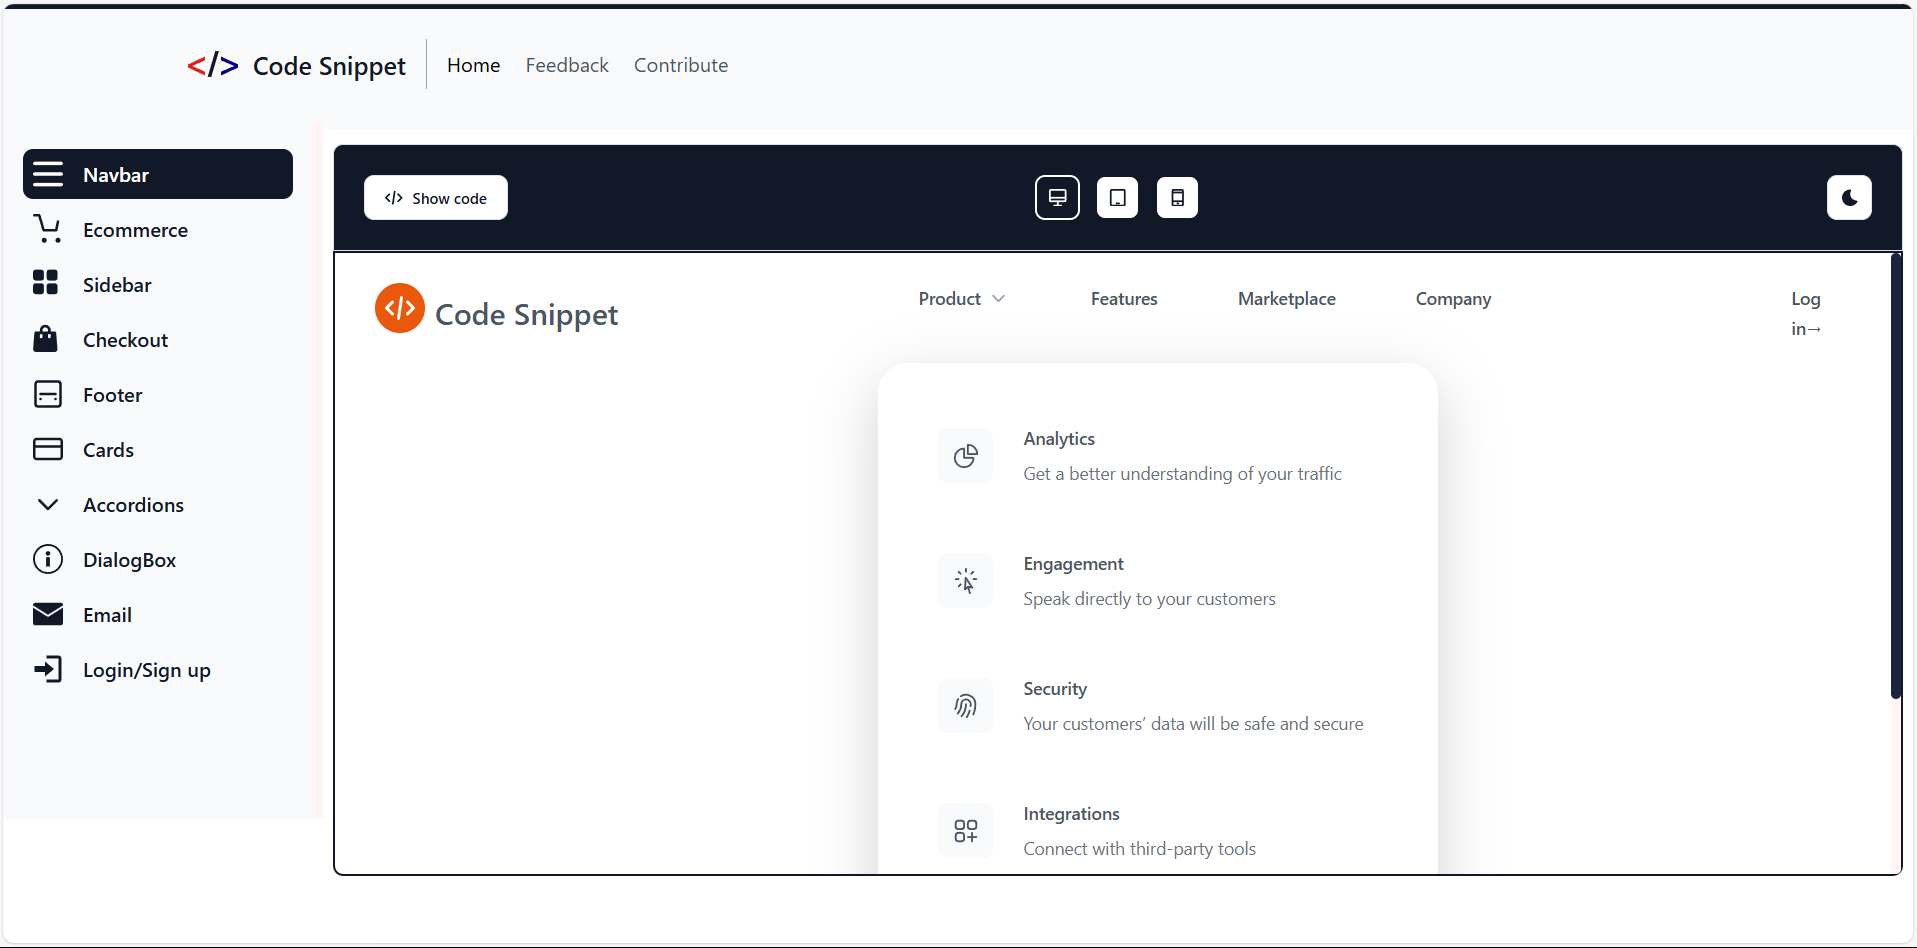 </> Code Snippet
Home Feedback Contribute
Navbar
Ecommerce
Sidebar
Checkout
Footer
Cards
Accordions
DialogBox
Email
Login/Sign up
</> Show code
</> Code Snippet
Product Features Marketplace Company
Log
in→
Analytics
Get a better understanding of your traffic
Engagement
Speak directly to your customers
Security
Your customers’ data will be safe and secure
Integrations
Connect with third-party tools